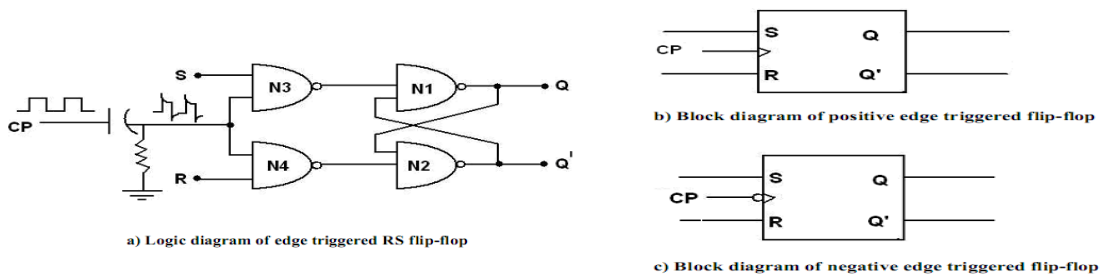 S
N3
N1
Q
CP
R
N4
N2
Q'
a) Logic diagram of edge triggered RS flip-flop
S
Q
CP
R
Q'
b) Block diagram of positive edge triggered flip-flop
S
Q
CP
R
Q'
c) Block diagram of negative edge triggered flip-flop